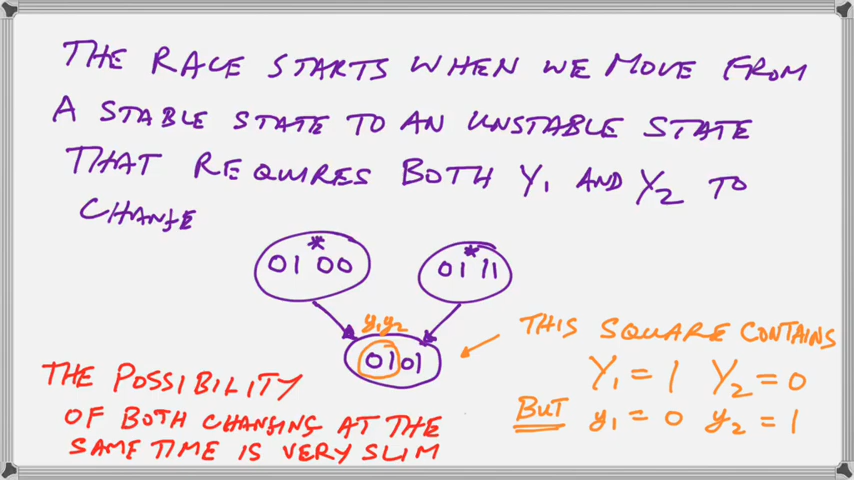 THE RACE STARTS WHEN WE MOVE FROM
A STABLE STATE TO AN UNSTABLE STATE
THAT REQUIRES BOTH Y1 AND Y2 TO
CHANGE
* *
01 00 01 11
y1y2
0101
THIS SQUARE CONTAINS
Y1 = 1 Y2 = 0
BUT y1 = 0 y2 = 1
THE POSSIBILITY
OF BOTH CHANGING AT THE
SAME TIME IS VERY SLIM